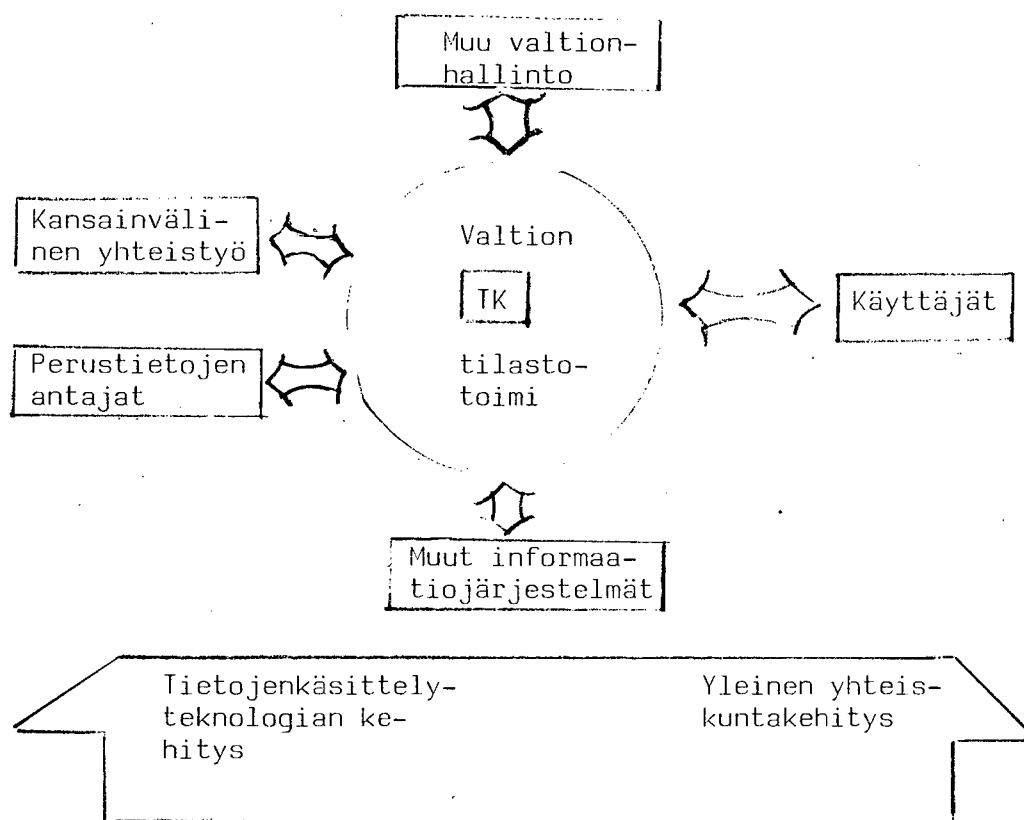 Muu valtion-
hallinto
Kansainväli-
nen yhteistyö
Valtion
TK
tilasto-
toimi
Käyttäjät
Perustietojen
antajat
Muut informaa-
tiojärjestelmät
Tietojenkäsittely-
teknologian ke-
hitys
Yleinen yhteis-
kuntakehitys